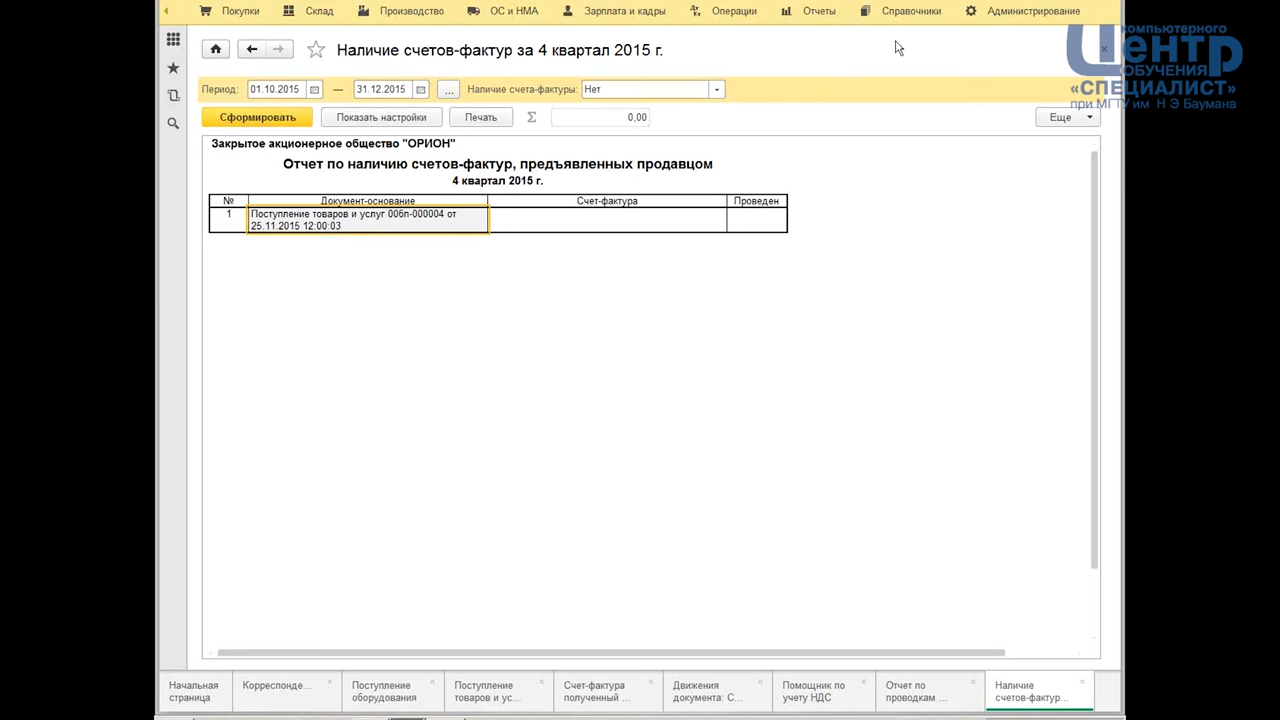 Покупки Склад Производство ОС и НМА Зарплата и кадры Операции Отчеты Справочники Администрирование
Наличие счетов-фактур за 4 квартал 2015 г.
компьютерного
Центр
ОБУЧЕНИЯ
«СПЕЦИАЛИСТ»
при МГТУ им Н Э Баумана
Период: 01.10.2015 — 31.12.2015 ... Наличие счета-фактуры: Нет
Сформировать Показать настройки Печать Σ 0,00 Еще
Закрытое акционерное общество "ОРИОН"
Отчет по наличию счетов-фактур, предъявленных продавцом
4 квартал 2015 г.
№ Документ-основание Счет-фактура Проведен
1 Поступление товаров и услуг 00бп-000004 от
25.11.2015 12:00:03
Начальная
страница
Корреспонде...
Поступление
оборудования
Поступление
товаров и ус...
Счет-фактура
полученный ...
Движения
документа: С...
Помощник по
учету НДС
Отчет по
проводкам ...
Наличие
счетов-фактур...